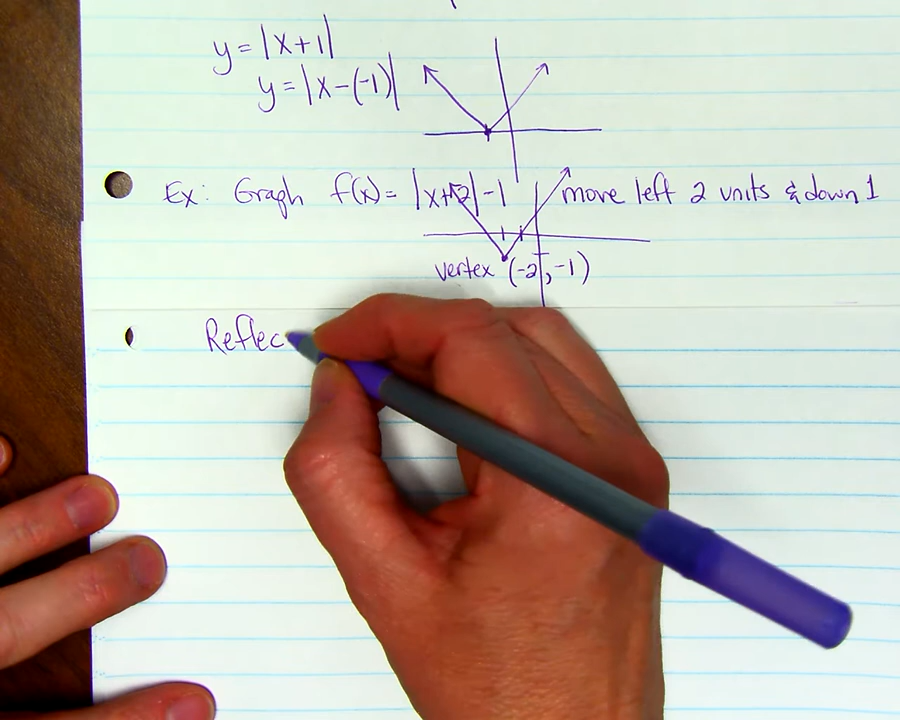 y = |x+1|
y = |x-(-1)|
Ex: Graph f(x) = |x+2| - 1 move left 2 units & down 1
vertex (-2, -1)
Reflec